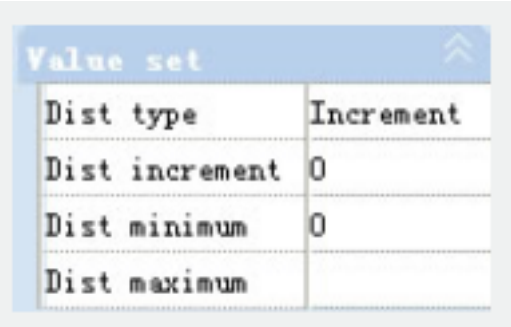 Value set
Dist type Increment
Dist increment 0
Dist minimum 0
Dist maximum